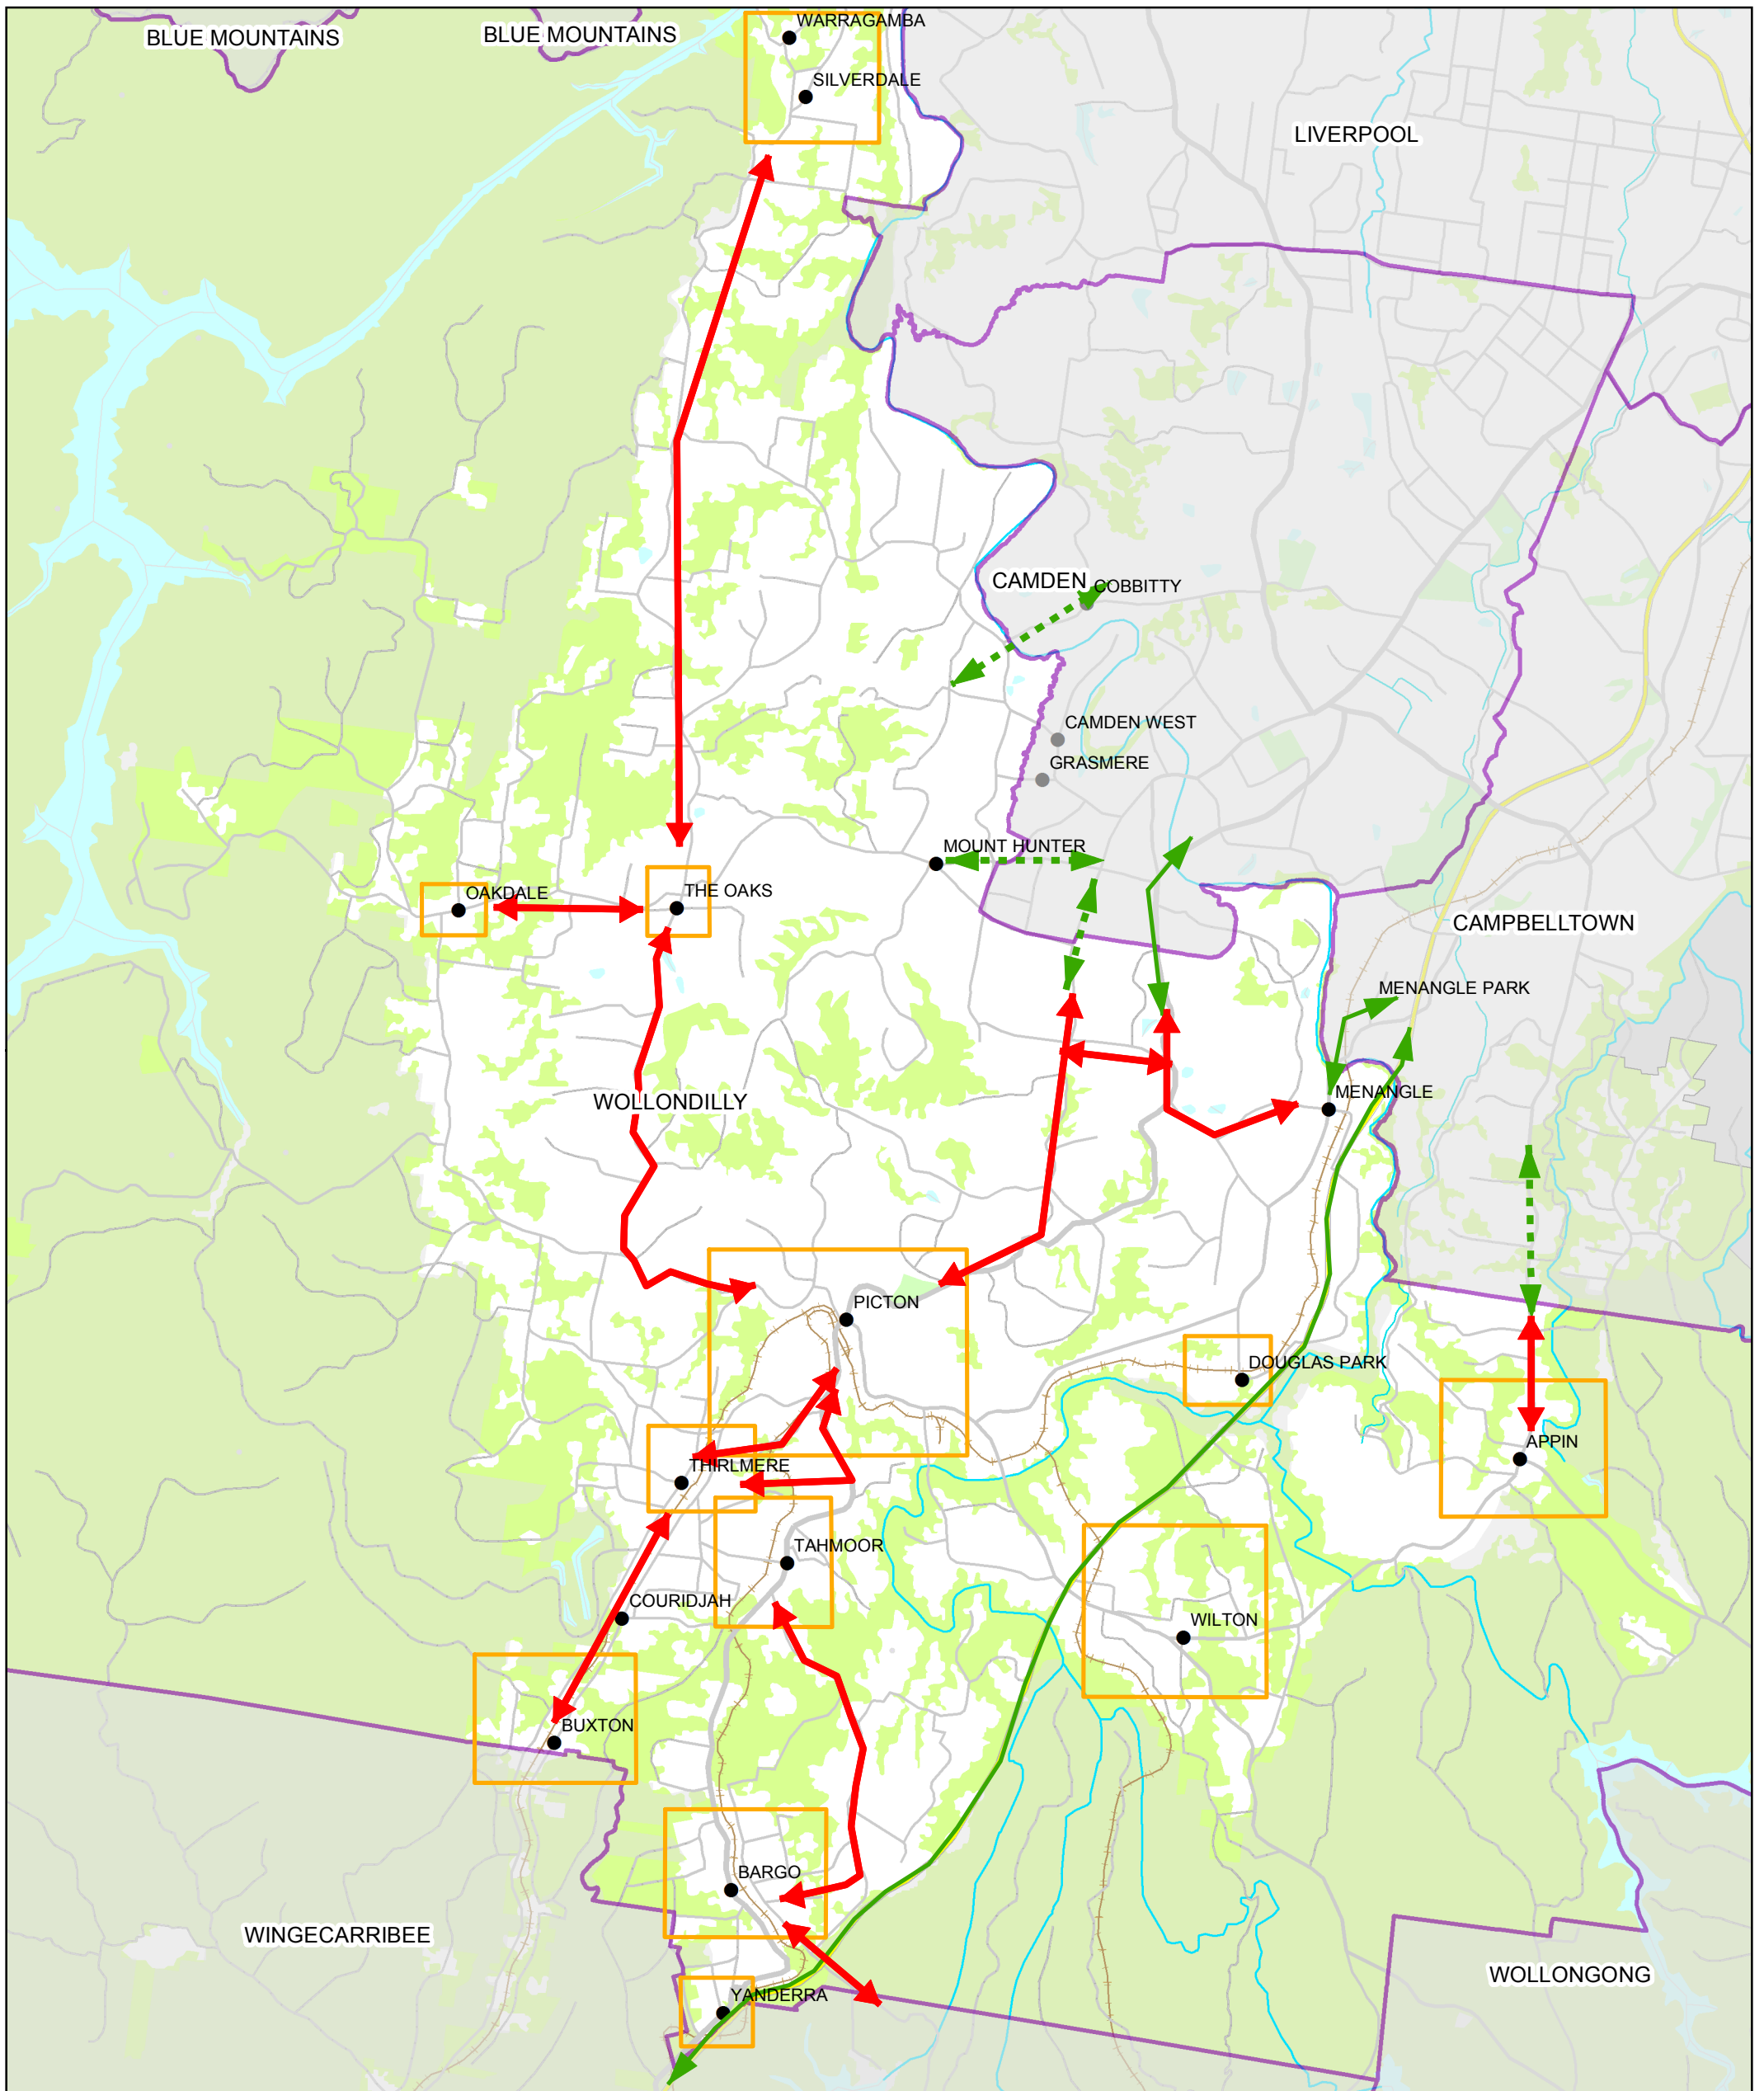 WARRAGAMBA
BLUE MOUNTAINS
BLUE MOUNTAINS
SILVERDALE
LIVERPOOL
CAMDEN
COBBITTY
CAMDEN WEST
GRASMERE
MOUNT HUNTER
OAKDALE
THE OAKS
CAMPBELLTOWN
MENANGLE PARK
MENANGLE
WOLLONDILLY
PICTON
DOUGLAS PARK
APPIN
THIRLMERE
TAHMOOR
COURIDJAH
WILTON
BUXTON
BARGO
WINGECARRIBEE
WOLLONGONG
YANDERRA